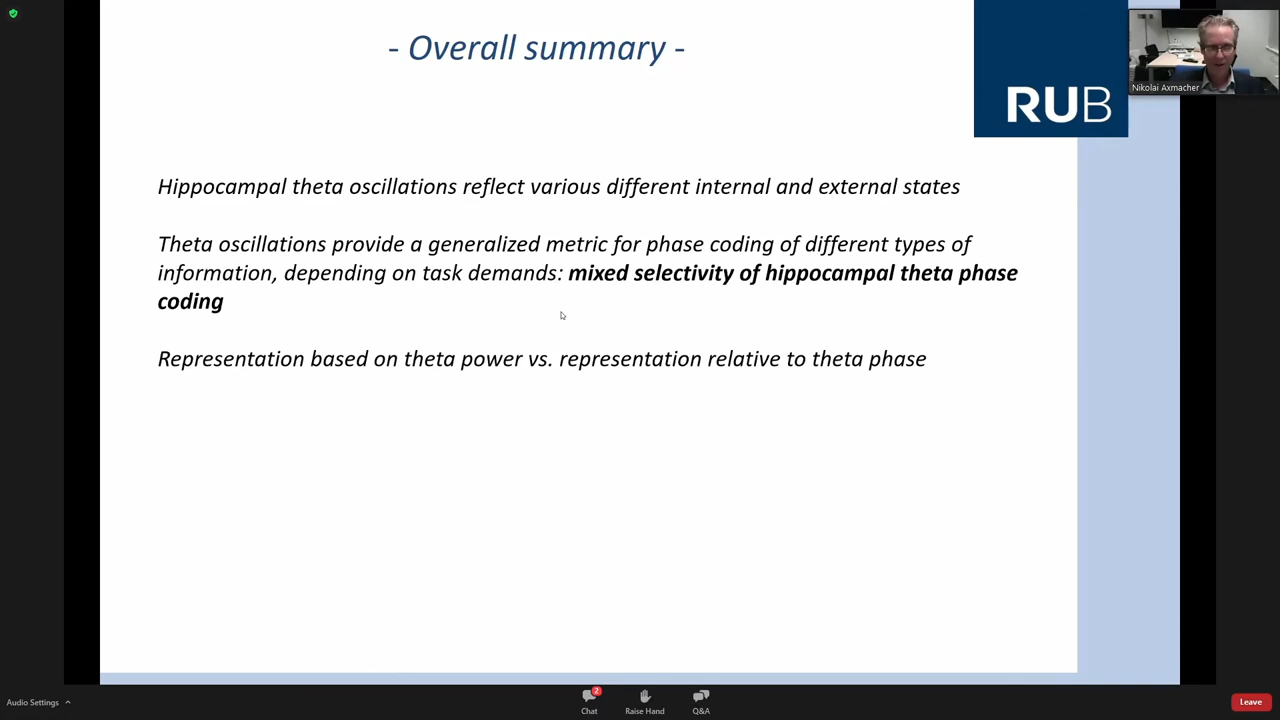 - Overall summary -
RUB
Nikolai Axmacher
Hippocampal theta oscillations reflect various different internal and external states
Theta oscillations provide a generalized metric for phase coding of different types of
information, depending on task demands: mixed selectivity of hippocampal theta phase
coding
Representation based on theta power vs. representation relative to theta phase
Audio Settings
2
Chat
Raise Hand
Q&A
Leave